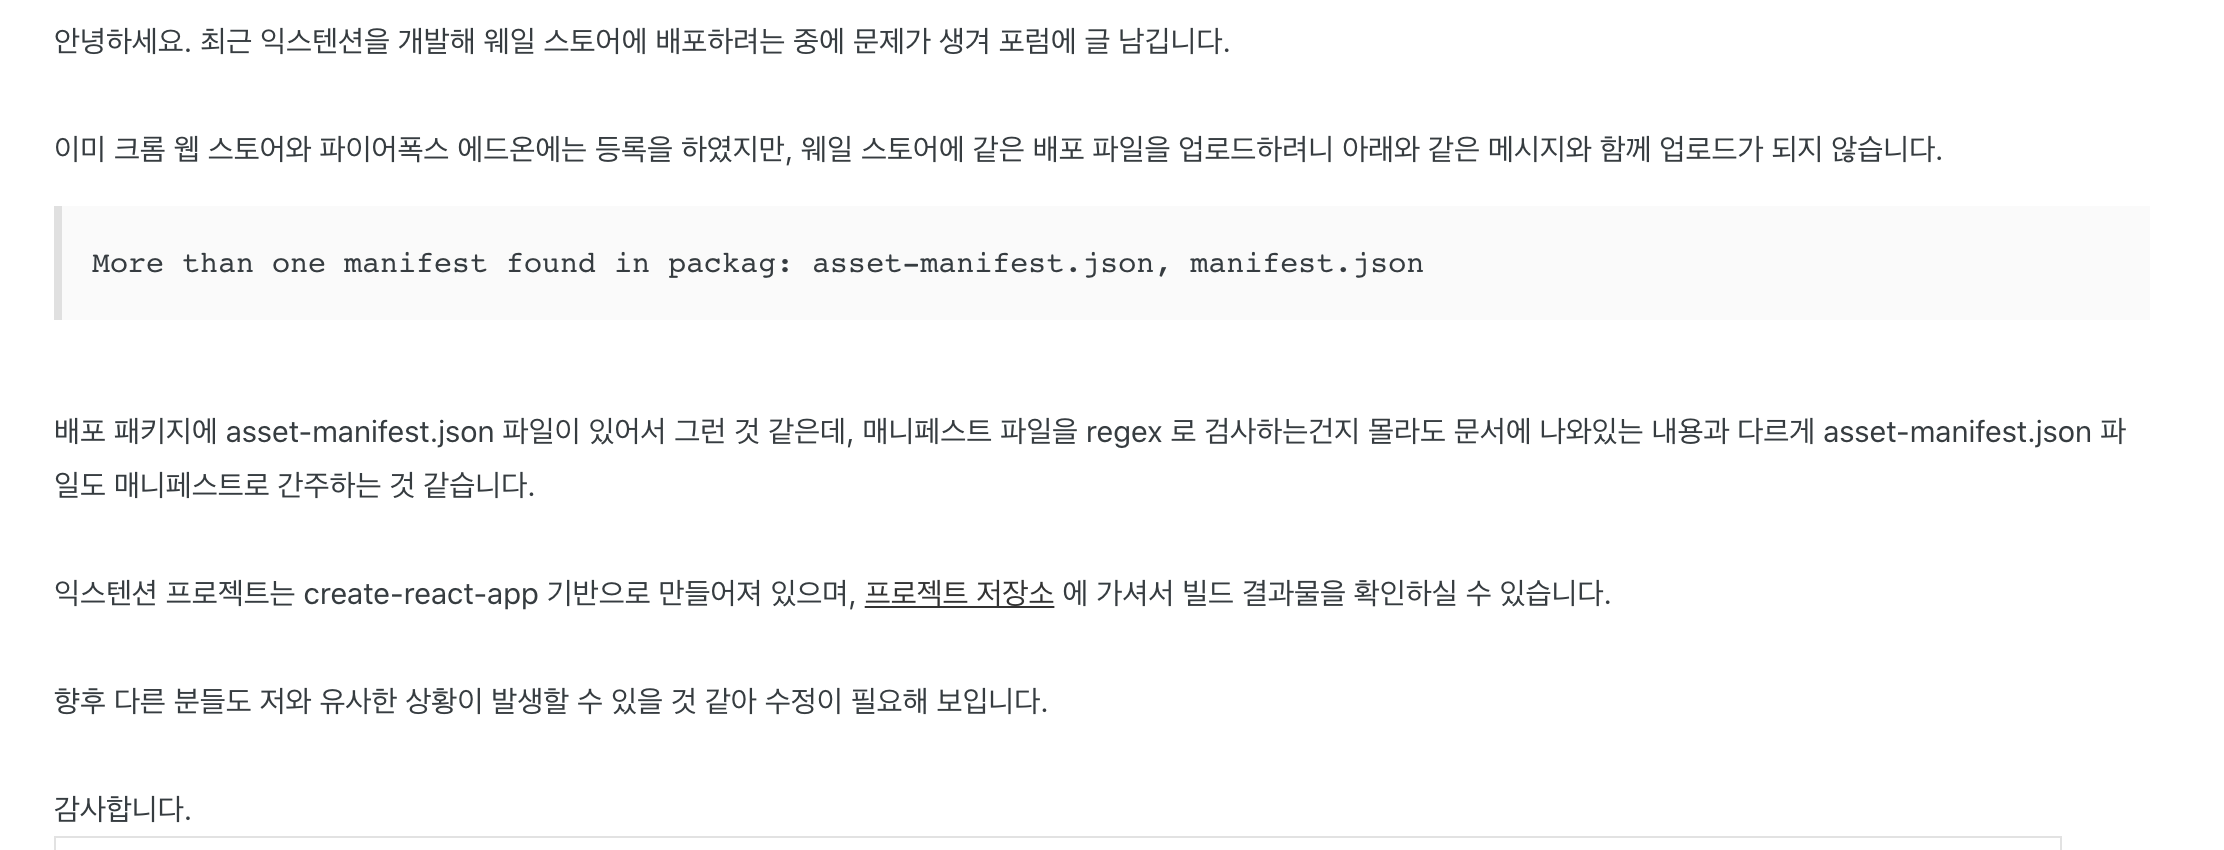 안녕하세요. 최근 익스텐션을 개발해 웨일 스토어에 배포하려는 중에 문제가 생겨 포럼에 글 남깁니다.
이미 크롬 웹 스토어와 파이어폭스 에드온에는 등록을 하였지만, 웨일 스토어에 같은 배포 파일을 업로드하려니 아래와 같은 메시지와 함께 업로드가 되지 않습니다.
More than one manifest found in packag: asset-manifest.json, manifest.json
배포 패키지에 asset-manifest.json 파일이 있어서 그런 것 같은데, 매니페스트 파일을 regex 로 검사하는건지 몰라도 문서에 나와있는 내용과 다르게 asset-manifest.json 파
일도 매니페스트로 간주하는 것 같습니다.
익스텐션 프로젝트는 create-react-app 기반으로 만들어져 있으며, 프로젝트 저장소 에 가셔서 빌드 결과물을 확인하실 수 있습니다.
향후 다른 분들도 저와 유사한 상황이 발생할 수 있을 것 같아 수정이 필요해 보입니다.
감사합니다.